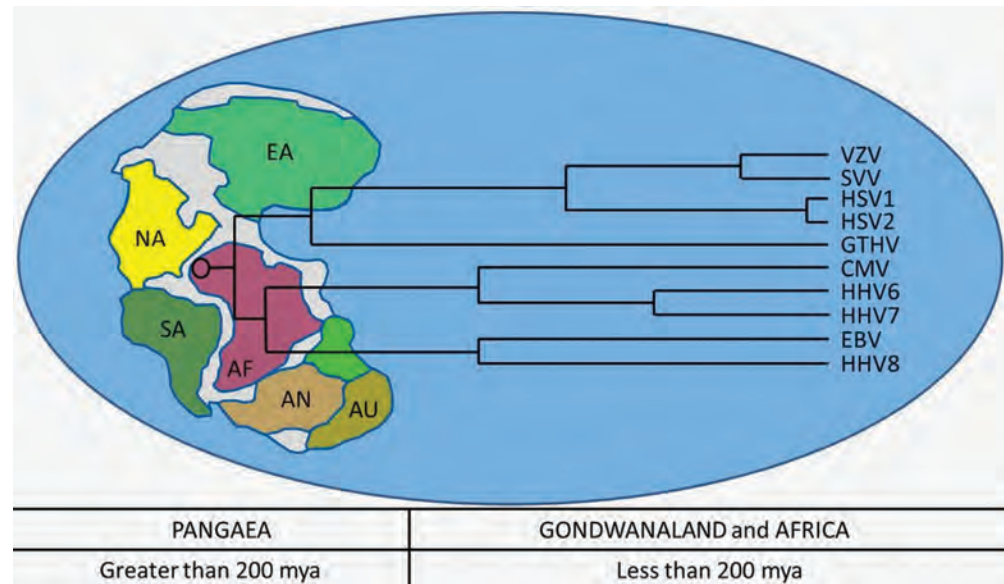 EA
NA
SA
AF
AN
AU
VZV
SVV
HSV1
HSV2
GTHV
CMV
HHV6
HHV7
EBV
HHV8
PANGAEA
GONDWANALAND and AFRICA
Greater than 200 mya
Less than 200 mya